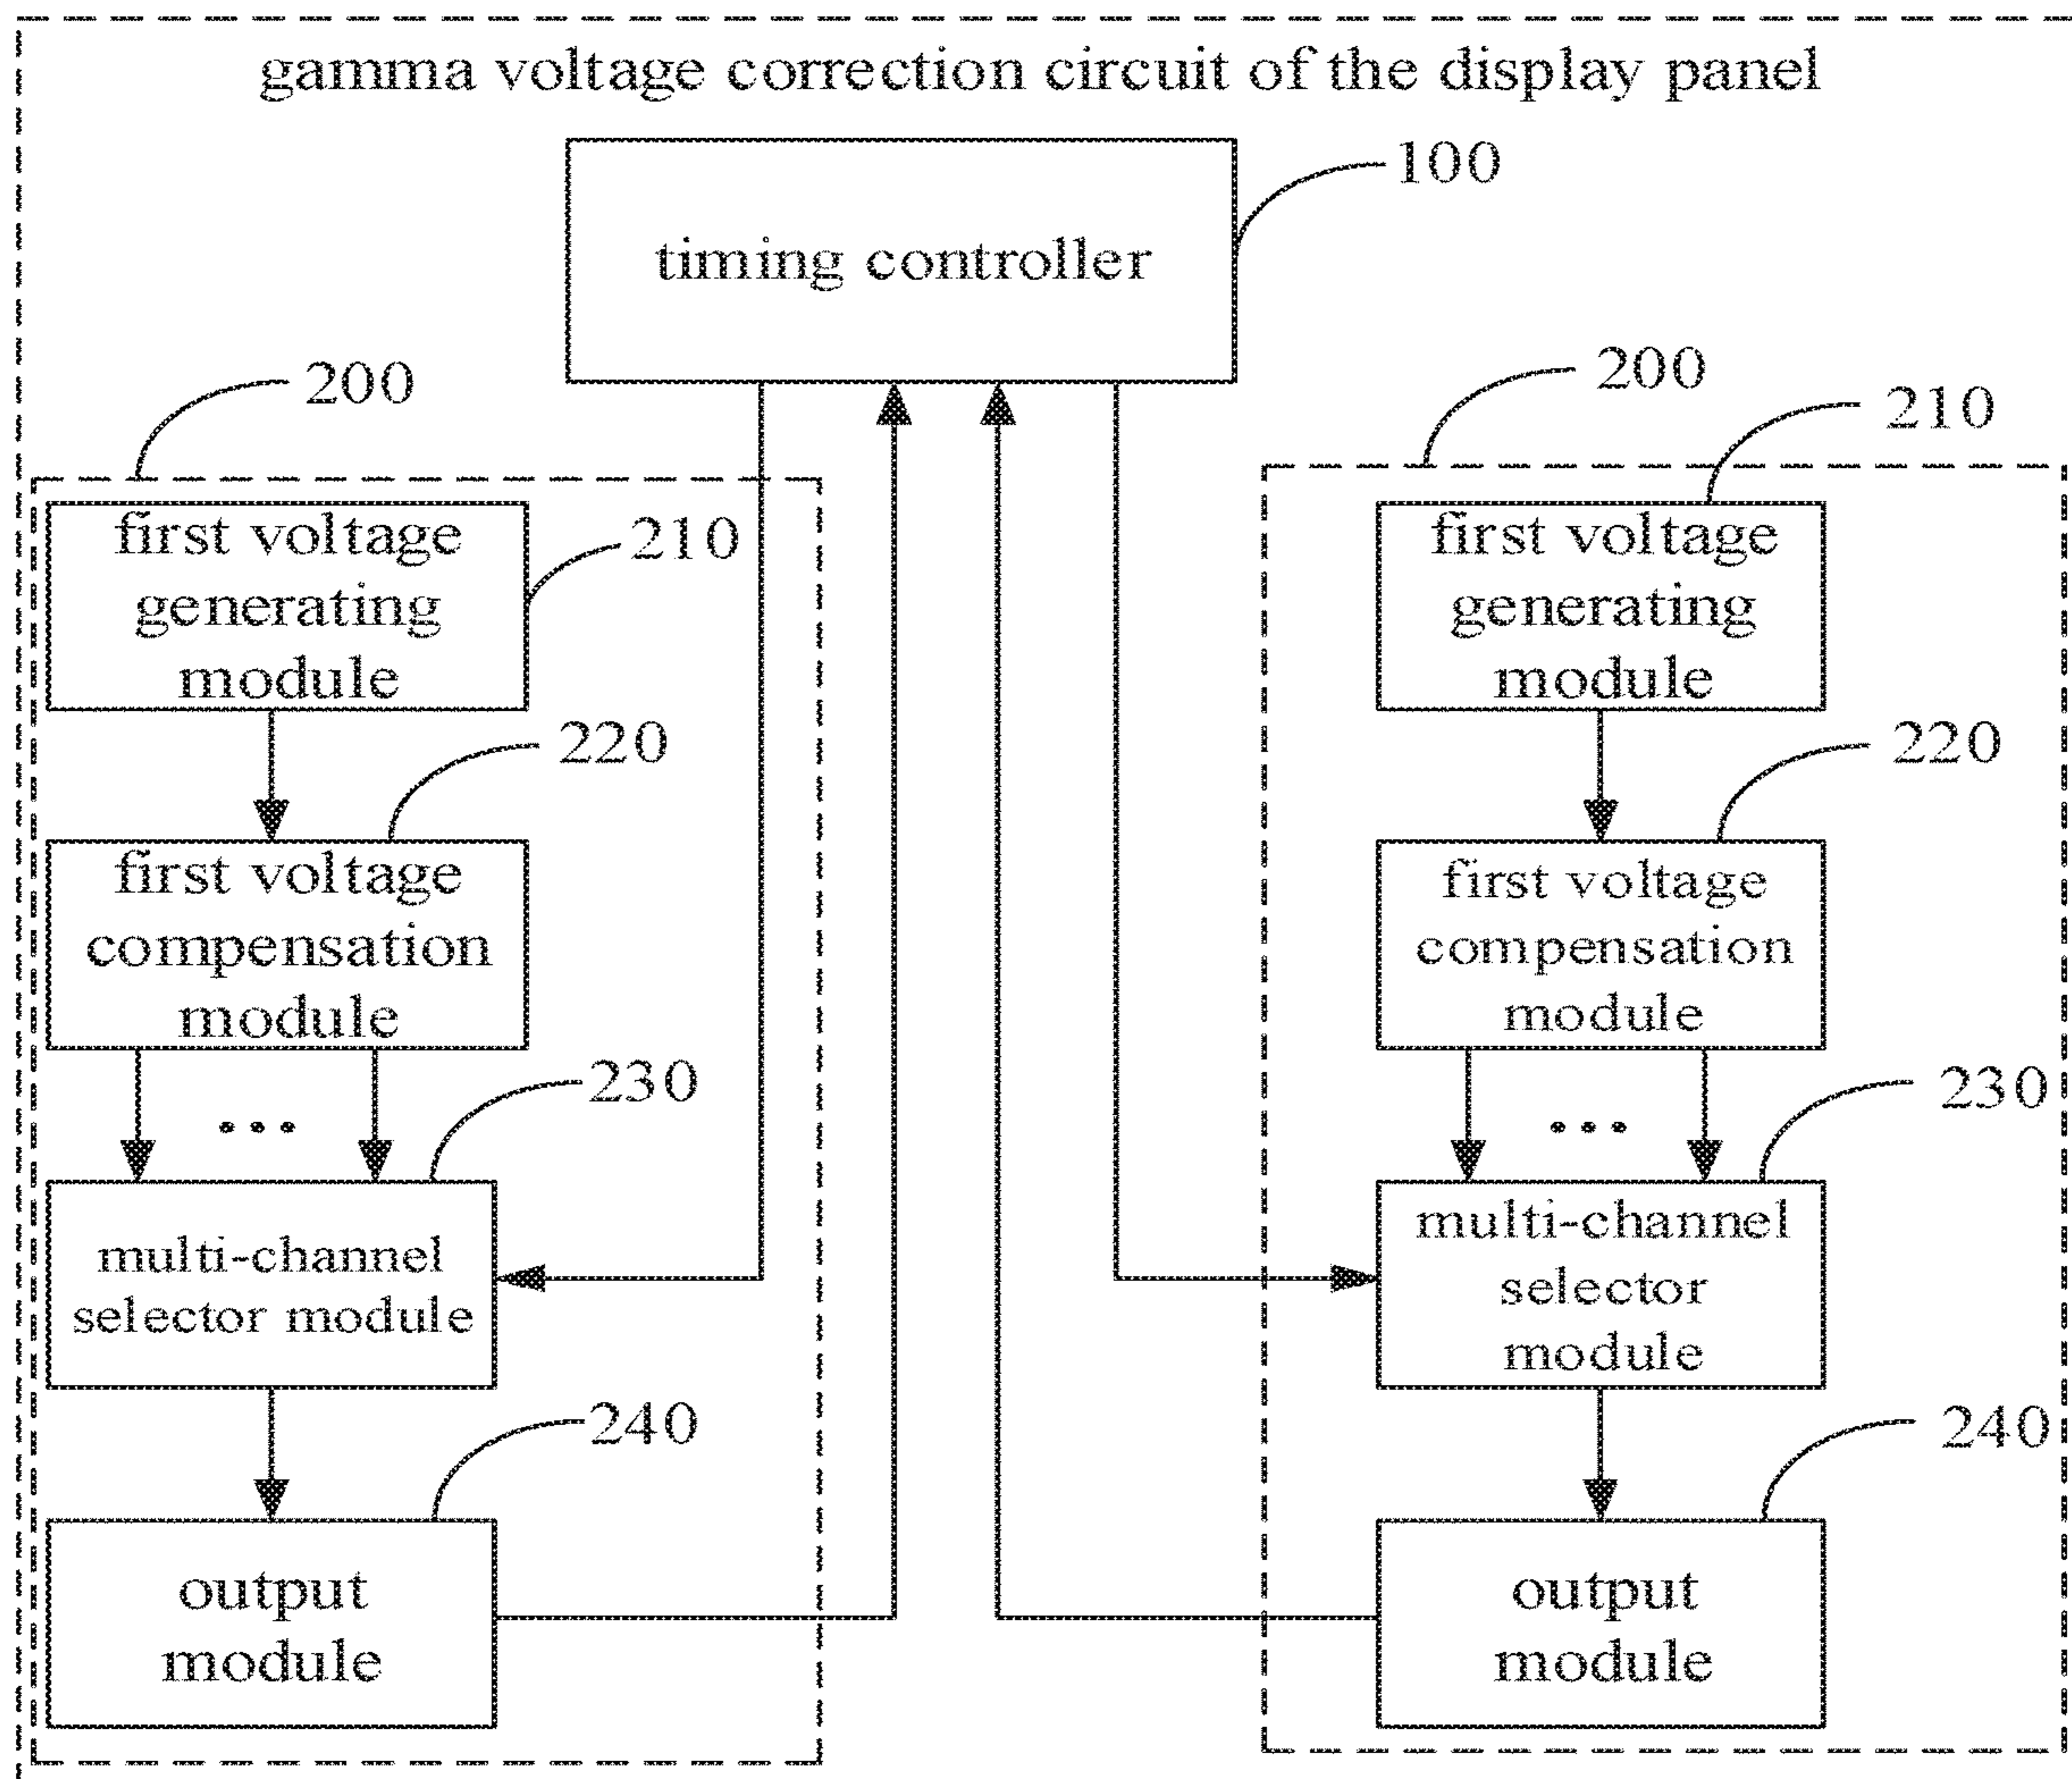 gamma voltage correction circuit of the display panel
100
timing controller
200
210
first voltage
generating
module
220
first voltage
compensation
module
...
230
multi-channel
selector module
240
output
module
200
210
first voltage
generating
module
220
first voltage
compensation
module
...
230
multi-channel
selector
module
240
output
module